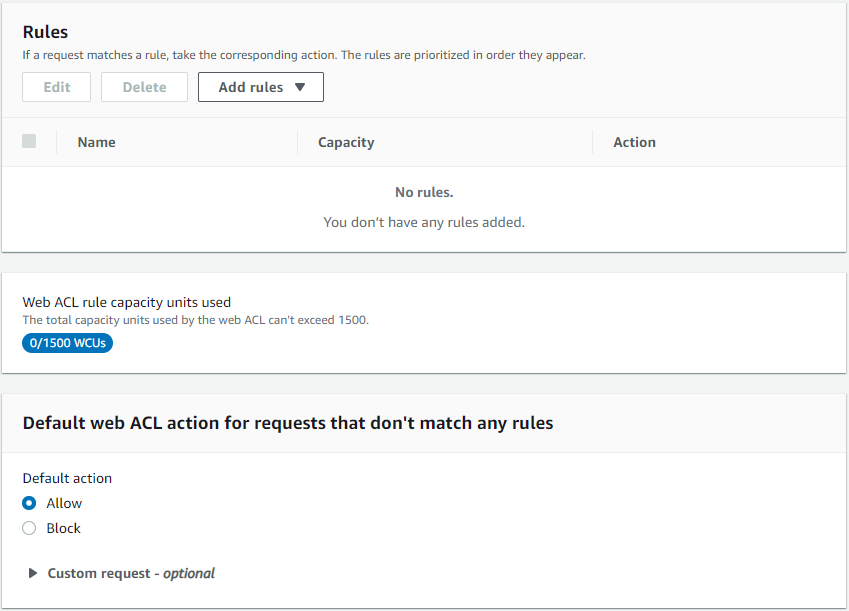 Rules
If a request matches a rule, take the corresponding action. The rules are prioritized in order they appear.
Edit
Delete
Add rules
Name
Capacity
Action
No rules.
You don't have any rules added.
Web ACL rule capacity units used
The total capacity units used by the web ACL can't exceed 1500.
0/1500 WCUs
Default web ACL action for requests that don't match any rules
Default action
Allow
Block
Custom request - optional